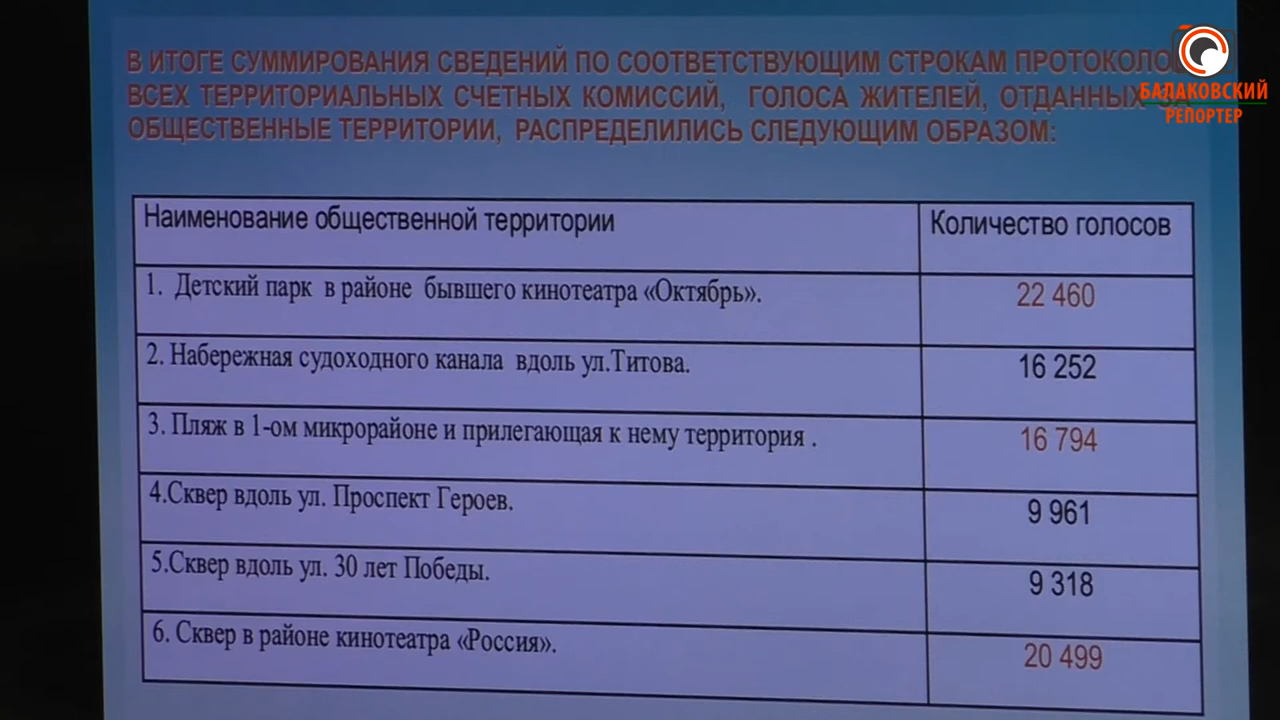 В ИТОГЕ СУММИРОВАНИЯ СВЕДЕНИЙ ПО СООТВЕТСТВУЮЩИМ СТРОКАМ ПРОТОКОЛО
ВСЕХ ТЕРРИТОРИАЛЬНЫХ СЧЕТНЫХ КОМИССИЙ, ГОЛОСА ЖИТЕЛЕЙ, ОТДАННЫХ
ОБЩЕСТВЕННЫЕ ТЕРРИТОРИИ, РАСПРЕДЕЛИЛИСЬ СЛЕДУЮЩИМ ОБРАЗОМ:
БАЛАКОВСКИЙ
РЕПОРТЕР
Наименование общественной территории Количество голосов
1. Детский парк в районе бывшего кинотеатра «Октябрь». 22 460
2. Набережная судоходного канала вдоль ул.Титова. 16 252
3. Пляж в 1-ом микрорайоне и прилегающая к нему территория . 16 794
4.Сквер вдоль ул. Проспект Героев. 9 961
5.Сквер вдоль ул. 30 лет Победы. 9 318
6. Сквер в районе кинотеатра «Россия». 20 499